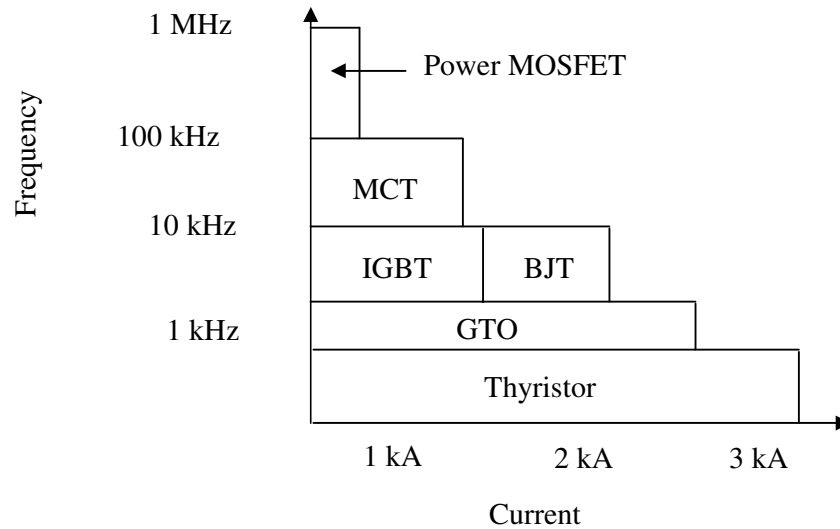 1 MHz
Power MOSFET
100 kHz
MCT
10 kHz
IGBT
BJT
1 kHz
GTO
Thyristor
1 kA
2 kA
3 kA
Current
Frequency